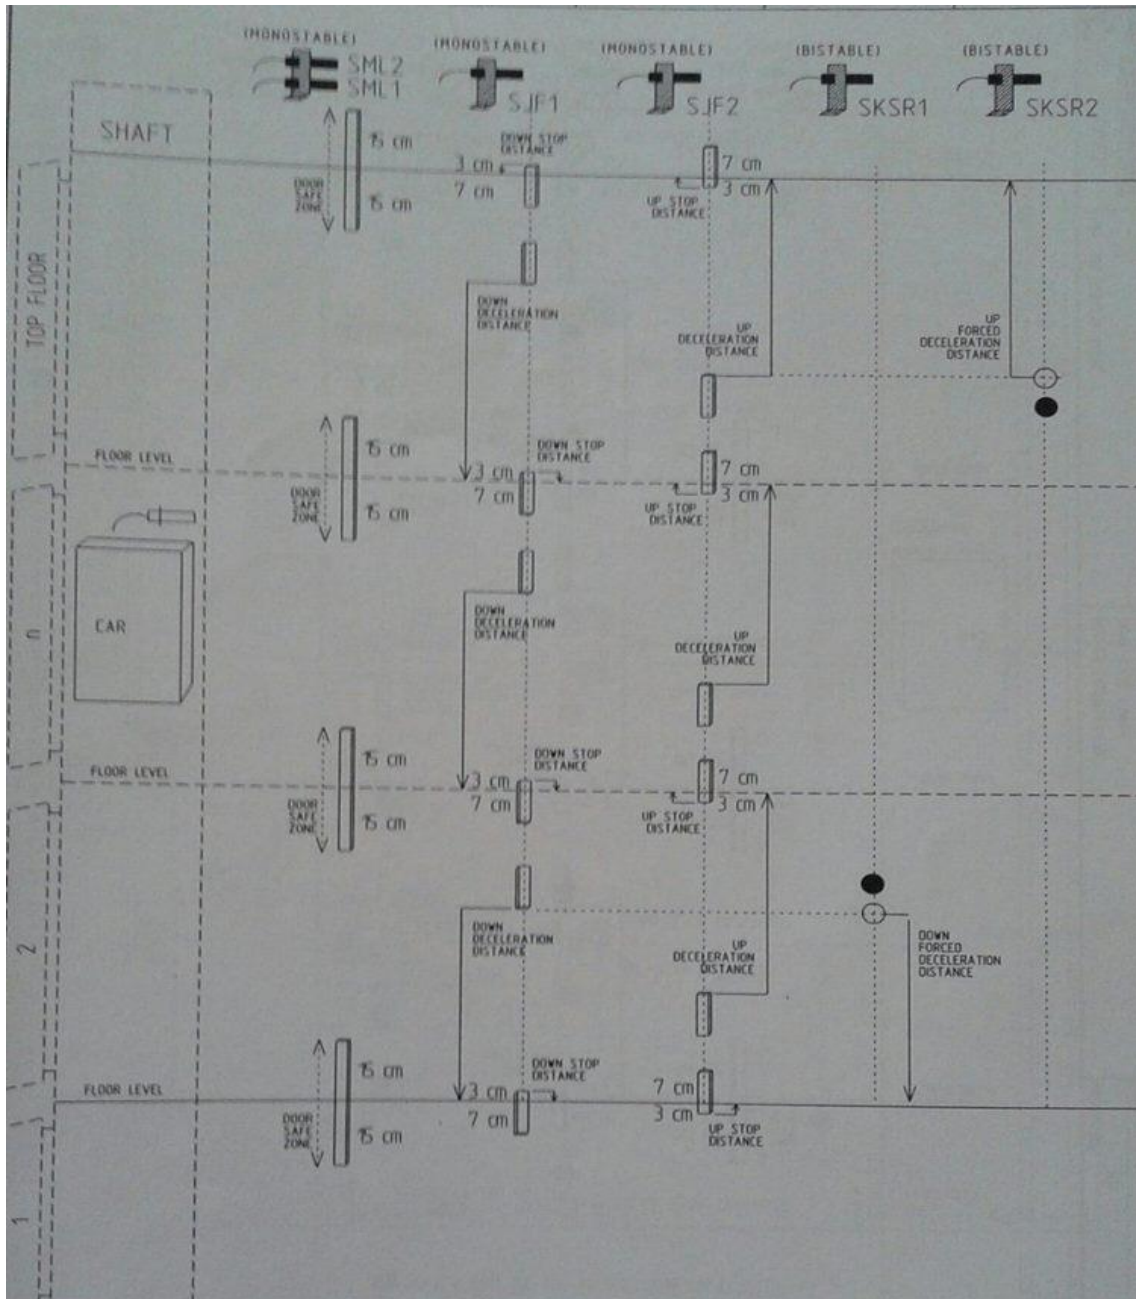 (MONOSTABLE)
SML2
SML1
(MONOSTABLE)
SJF1
(MONOSTABLE)
SJF2
(BISTABLE)
SKSR1
(BISTABLE)
SKSR2
SHAFT
15 cm
15 cm
DOOR
SAFE
ZONE
DOWN STOP
DISTANCE
3 cm
7 cm
7 cm
3 cm
UP STOP
DISTANCE
TOP FLOOR
DOWN
DECELERATION
DISTANCE
UP
DECELERATION
DISTANCE
UP
FORCED
DECELERATION
DISTANCE
FLOOR LEVEL
15 cm
15 cm
DOOR
SAFE
ZONE
DOWN STOP
DISTANCE
3 cm
7 cm
7 cm
3 cm
UP STOP
DISTANCE
n
CAR
DOWN
DECELERATION
DISTANCE
UP
DECELERATION
DISTANCE
FLOOR LEVEL
15 cm
15 cm
DOOR
SAFE
ZONE
DOWN STOP
DISTANCE
3 cm
7 cm
7 cm
3 cm
UP STOP
DISTANCE
2
DOWN
DECELERATION
DISTANCE
UP
DECELERATION
DISTANCE
DOWN
FORCED
DECELERATION
DISTANCE
FLOOR LEVEL
15 cm
15 cm
DOOR
SAFE
ZONE
DOWN STOP
DISTANCE
3 cm
7 cm
7 cm
3 cm
UP STOP
DISTANCE
1